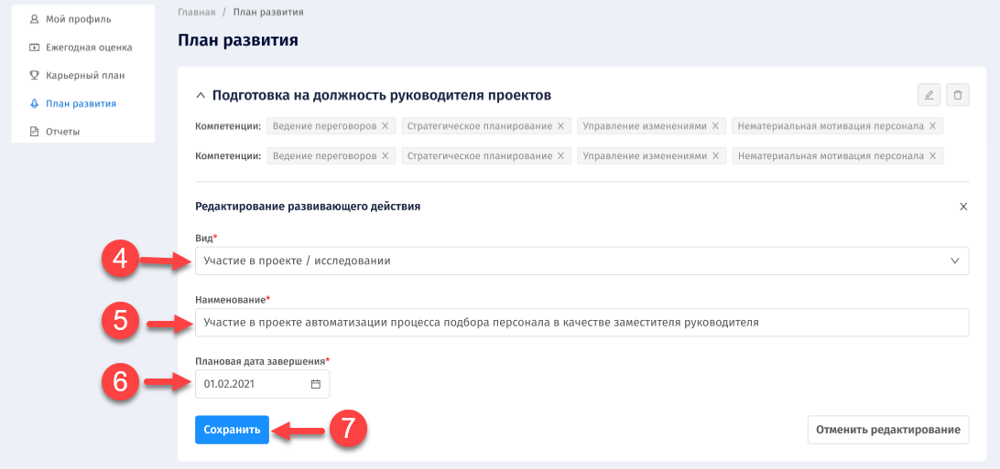 Мой профиль
Ежегодная оценка
Карьерный план
План развития
Отчеты
Главная / План развития
План развития
Подготовка на должность руководителя проектов
Компетенции: Ведение переговоров X Стратегическое планирование X Управление изменениями X Нематериальная мотивация персонала X
Компетенции: Ведение переговоров X Стратегическое планирование X Управление изменениями X Нематериальная мотивация персонала X
Редактирование развивающего действия X
Вид*
4 Участие в проекте / исследовании
Наименование*
5 Участие в проекте автоматизации процесса подбора персонала в качестве заместителя руководителя
Плановая дата завершения*
6 01.02.2021
Сохранить 7 Отменить редактирование